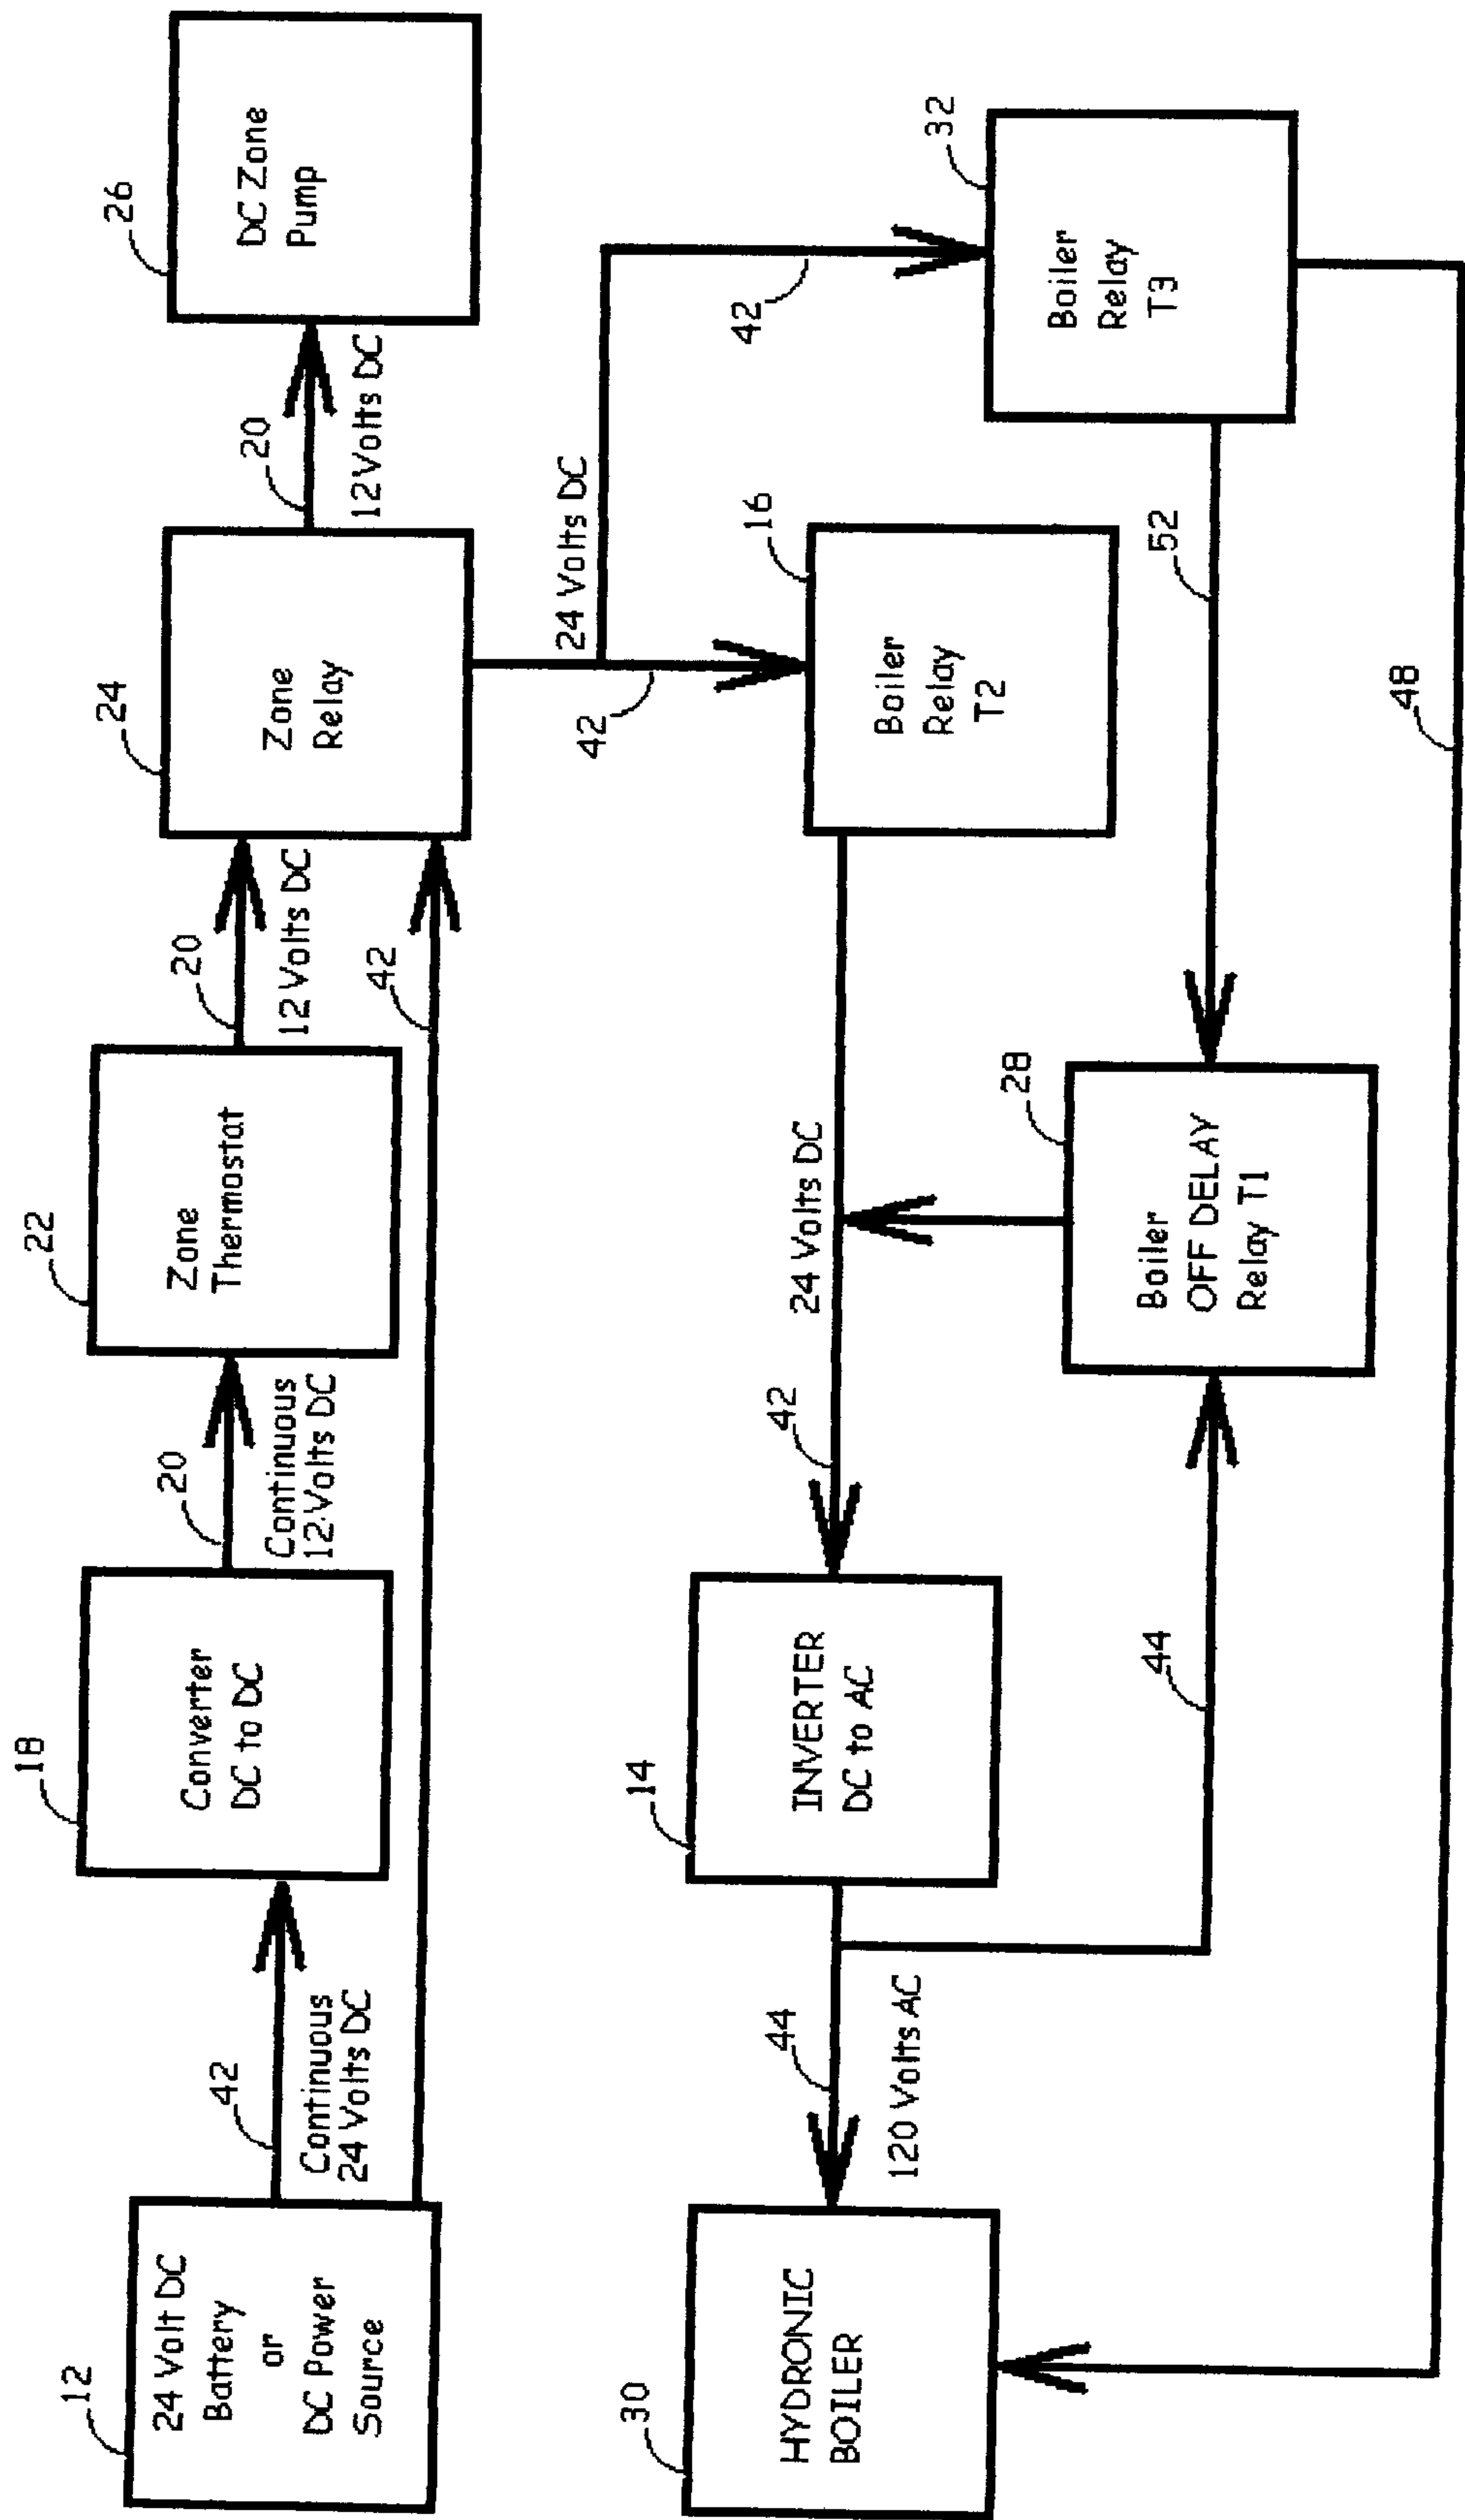 12
24 Volt DC
Battery
or
DC Power
Source
42
Continuous
24 Volts DC
18
Converter
DC to DC
20
Continuous
12 Volts DC
22
Zone
Thermostat
20
12 Volts DC
42
24
Zone
Relay
20
12 Volts DC
26
DC Zone
Pump
24 Volts DC
42
42
30
HYDRONIC
BOILER
44
120 Volts AC
14
INVERTER
DC to AC
42
24 Volts DC
16
Boiler
Relay
T2
32
Boiler
Relay
T3
44
28
Boiler
OFF DELAY
Relay T1
52
48